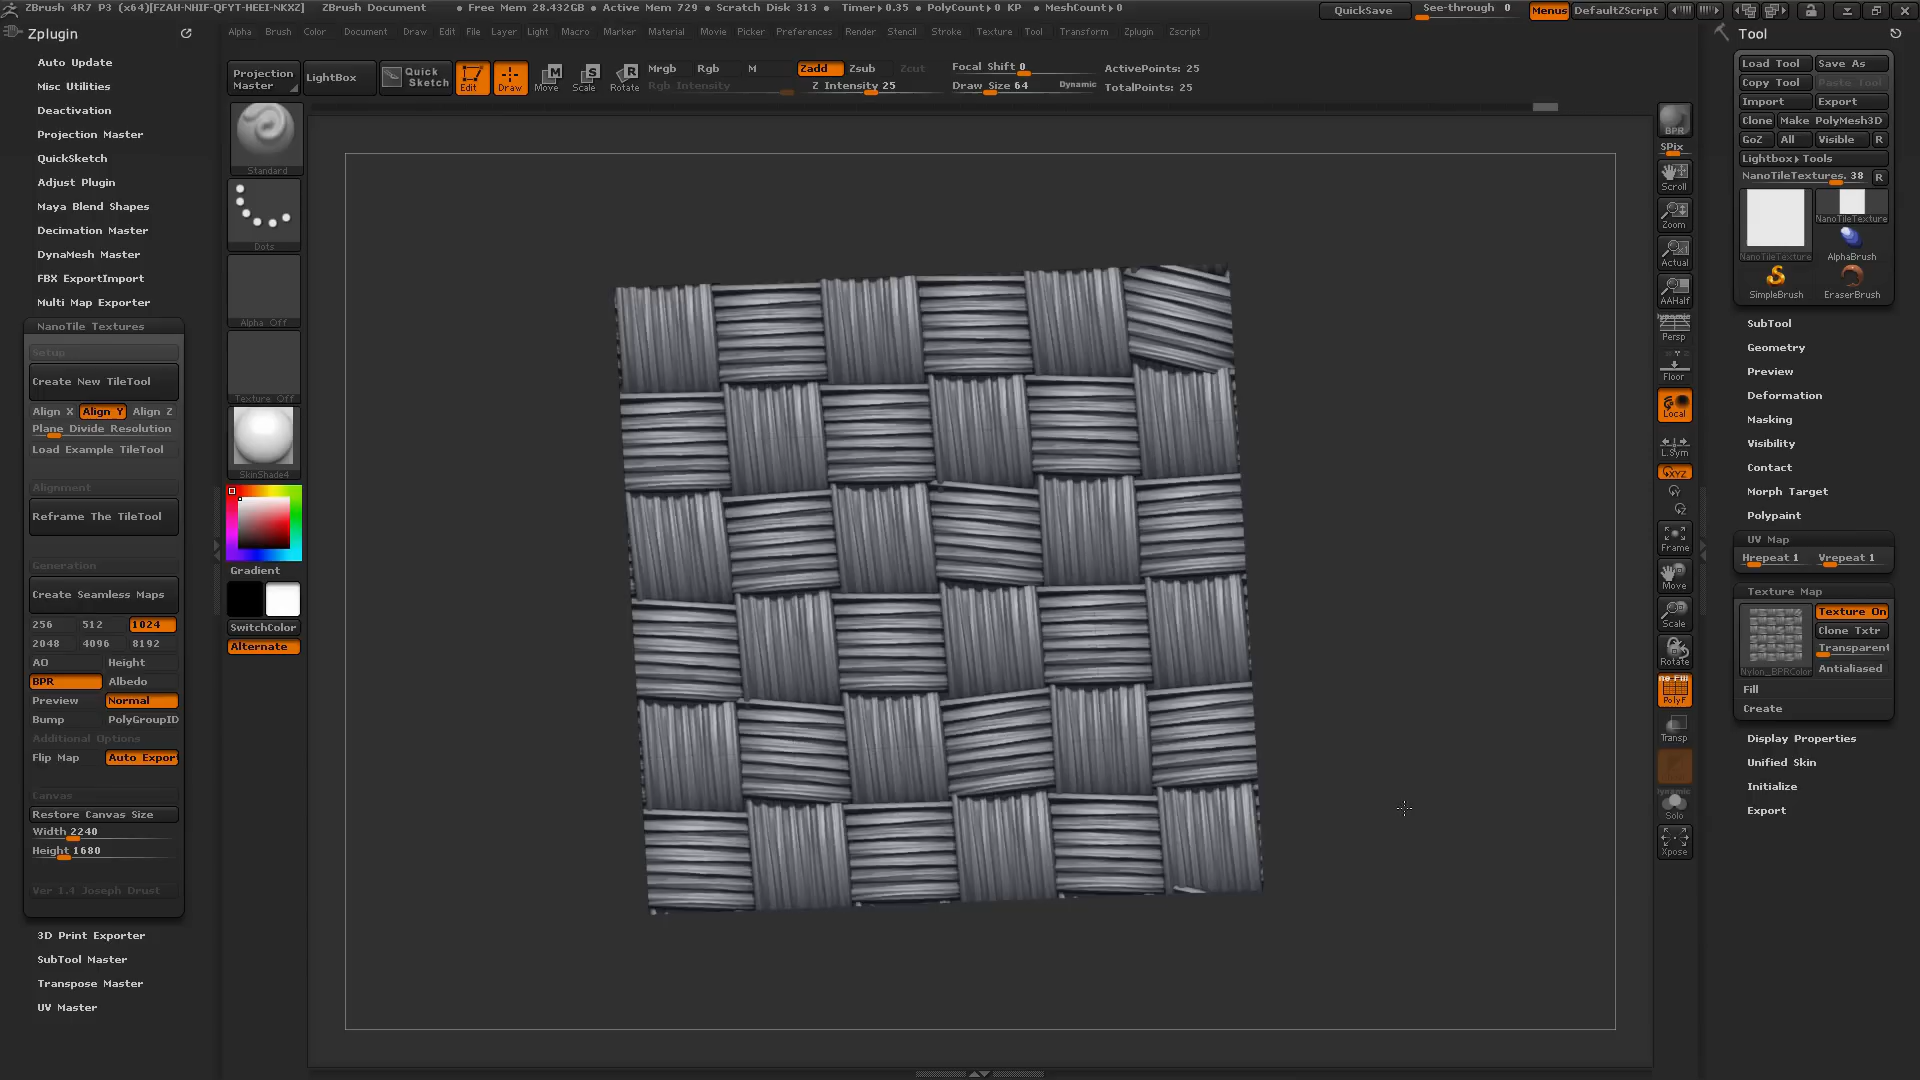 ZBrush 4R7 P3 (x64)[FZAH-NHIF-QFYT-HEEI-NKXZ] ZBrush Document • Free Mem 28.432GB • Active Mem 729 • Scratch Disk 313 • Timer▸0.35 • PolyCount▸0 KP • MeshCount▸0 QuickSave See-through 0 Menus DefaultZScript
Zplugin
Alpha Brush Color Document Draw Edit File Layer Light Macro Marker Material Movie Picker Preferences Render Stencil Stroke Texture Tool Transform Zplugin Zscript
Auto Update
Misc Utilities
Deactivation
Projection Master
QuickSketch
Adjust Plugin
Maya Blend Shapes
Decimation Master
DynaMesh Master
FBX ExportImport
Multi Map Exporter
NanoTile Textures
Setup
Create New TileTool
Align X Align Y Align Z
Plane Divide Resolution
Load Example TileTool
Alignment
Reframe The TileTool
Generation
Create Seamless Maps
256 512 1024
2048 4096 8192
AO Height
BPR Albedo
Preview Normal
Bump PolyGroupID
Additional Options
Flip Map Auto Expor
Canvas
Restore Canvas Size
Width 2240
Height 1680
Ver 1.4 Joseph Drust
3D Print Exporter
SubTool Master
Transpose Master
UV Master
Projection
Master
LightBox
Quick
Sketch
Edit
Draw
Move
Scale
Rotate
Mrgb Rgb M
Rgb Intensity
Zadd Zsub Zcut
Z Intensity 25
Focal Shift 0
Draw Size 64 Dynamic
ActivePoints: 25
TotalPoints: 25
Standard
Dots
Alpha Off
Texture Off
SkinShade4
Gradient
SwitchColor
Alternate
BPR
SPix
Scroll
Zoom
Actual
AAHalf
Dynamic
Persp
Floor
Local
L.Sym
XYZ
Frame
Move
Scale
Rotate
PolyF
Transp
Dynamic
Solo
Xpose
Tool
Load Tool Save As
Copy Tool Paste Tool
Import Export
Clone Make PolyMesh3D
GoZ All Visible R
Lightbox▸Tools
NanoTileTextures. 38 R
NanoTileTexture
NanoTileTexture
AlphaBrush
SimpleBrush EraserBrush
SubTool
Geometry
Preview
Deformation
Masking
Visibility
Contact
Morph Target
Polypaint
UV Map
Hrepeat 1 Vrepeat 1
Texture Map
Texture On
Clone Txtr
Transparent
Nylon_BPRColor Antialiased
Fill
Create
Display Properties
Unified Skin
Initialize
Export